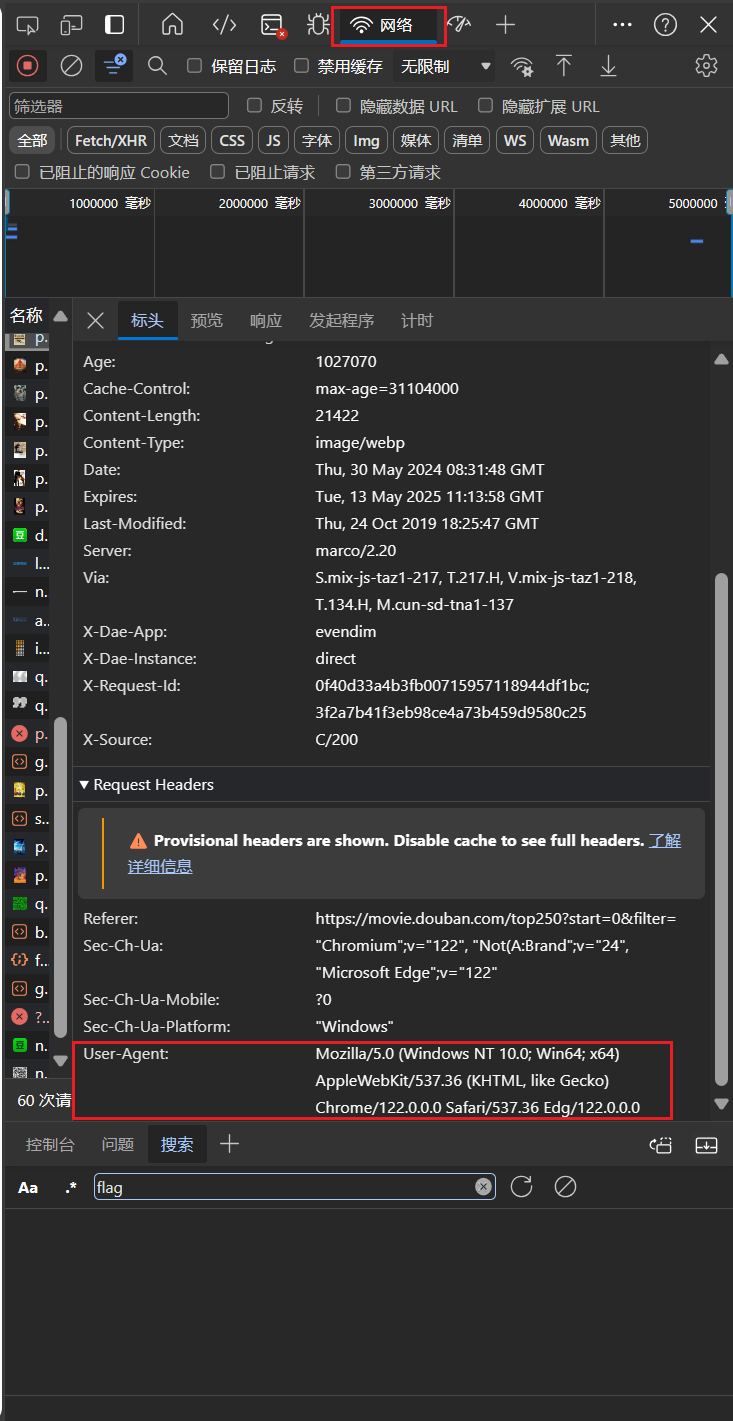 网络
保留日志 禁用缓存 无限制
筛选器 反转 隐藏数据 URL 隐藏扩展 URL
全部 Fetch/XHR 文档 CSS JS 字体 Img 媒体 清单 WS Wasm 其他
已阻止的响应 Cookie 已阻止请求 第三方请求
1000000 毫秒 2000000 毫秒 3000000 毫秒 4000000 毫秒 5000000
名称
p.
p.
p.
p.
p.
p.
p.
d.
l...
n.
a..
i...
q.
q.
p.
g.
p.
s...
p.
p.
q.
b.
f...
g.
?..
n.
n.
60 次请
标头 预览 响应 发起程序 计时
Age: 1027070
Cache-Control: max-age=31104000
Content-Length: 21422
Content-Type: image/webp
Date: Thu, 30 May 2024 08:31:48 GMT
Expires: Tue, 13 May 2025 11:13:58 GMT
Last-Modified: Thu, 24 Oct 2019 18:25:47 GMT
Server: marco/2.20
Via: S.mix-js-taz1-217, T.217.H, V.mix-js-taz1-218,
T.134.H, M.cun-sd-tna1-137
X-Dae-App: evendim
X-Dae-Instance: direct
X-Request-Id: 0f40d33a4b3fb00715957118944df1bc;
3f2a7b41f3eb98ce4a73b459d9580c25
X-Source: C/200
Request Headers
Provisional headers are shown. Disable cache to see full headers. 了解
详细信息
Referer: https://movie.douban.com/top250?start=0&filter=
Sec-Ch-Ua: "Chromium";v="122", "Not(A:Brand";v="24",
"Microsoft Edge";v="122"
Sec-Ch-Ua-Mobile: ?0
Sec-Ch-Ua-Platform: "Windows"
User-Agent: Mozilla/5.0 (Windows NT 10.0; Win64; x64)
AppleWebKit/537.36 (KHTML, like Gecko)
Chrome/122.0.0.0 Safari/537.36 Edg/122.0.0.0
控制台 问题 搜索
Aa .* flag